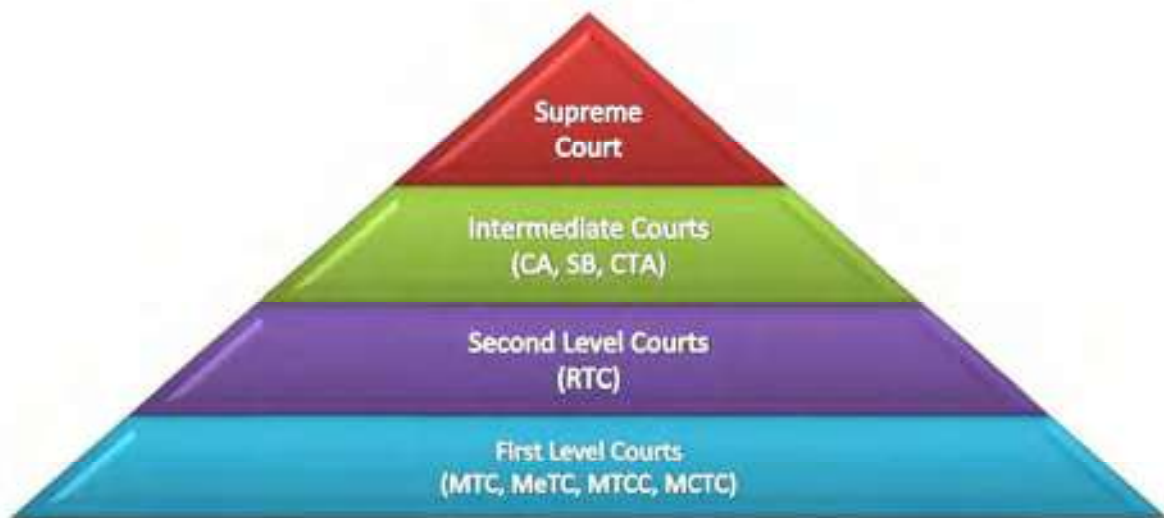 Supreme
Court
Intermediate Courts
(CA, SB, CTA)
Second Level Courts
(RTC)
First Level Courts
(MTC, MeTC, MTCC, MCTC)